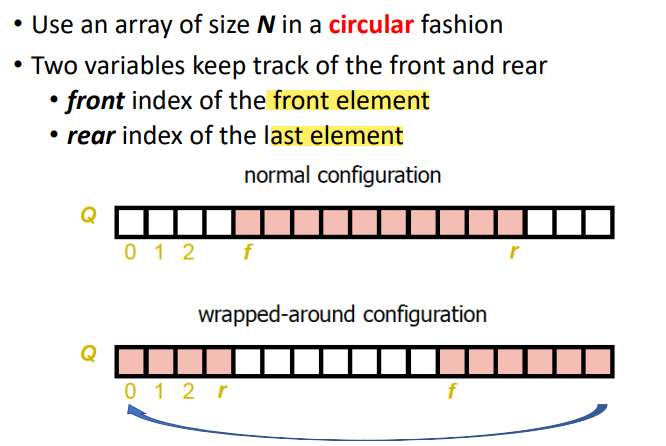 • Use an array of size N in a circular fashion
• Two variables keep track of the front and rear
• front index of the front element
• rear index of the last element
normal configuration
Q
0 1 2 f r
wrapped-around configuration
Q
0 1 2 r f